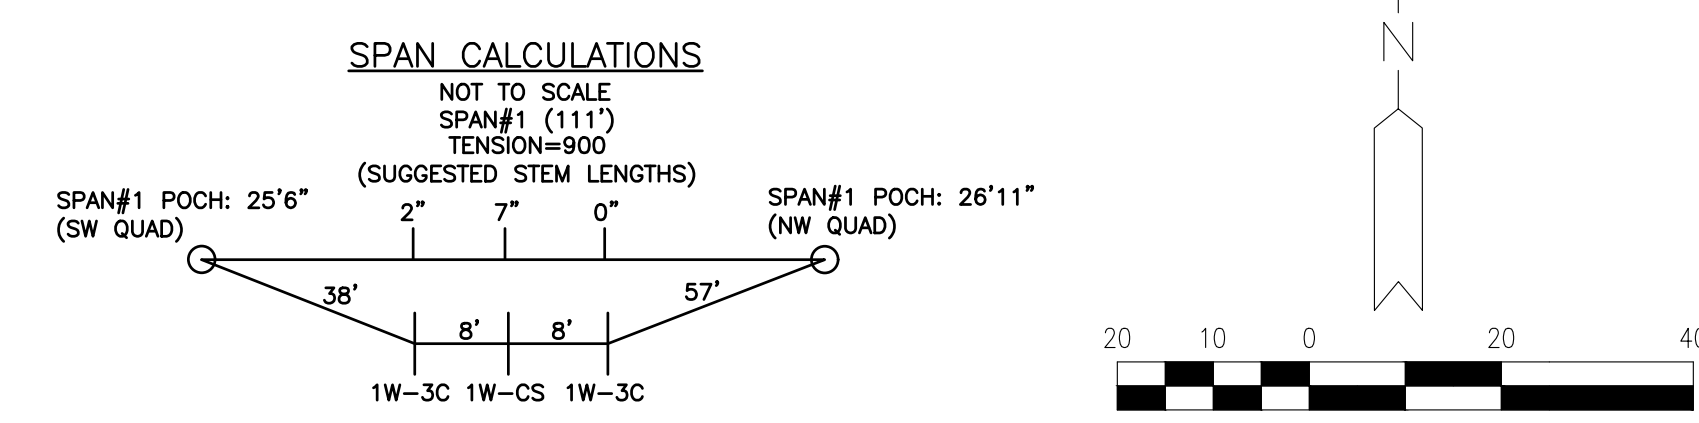 SPAN CALCULATIONS
NOT TO SCALE
SPAN#1 (111')
TENSION=900
(SUGGESTED STEM LENGTHS)
SPAN#1 POCH: 25'6"
(SW QUAD)
2" 7" 0"
SPAN#1 POCH: 26'11"
(NW QUAD)
38' 8' 8' 57'
1W-3C 1W-CS 1W-3C
N
20 10 0 20